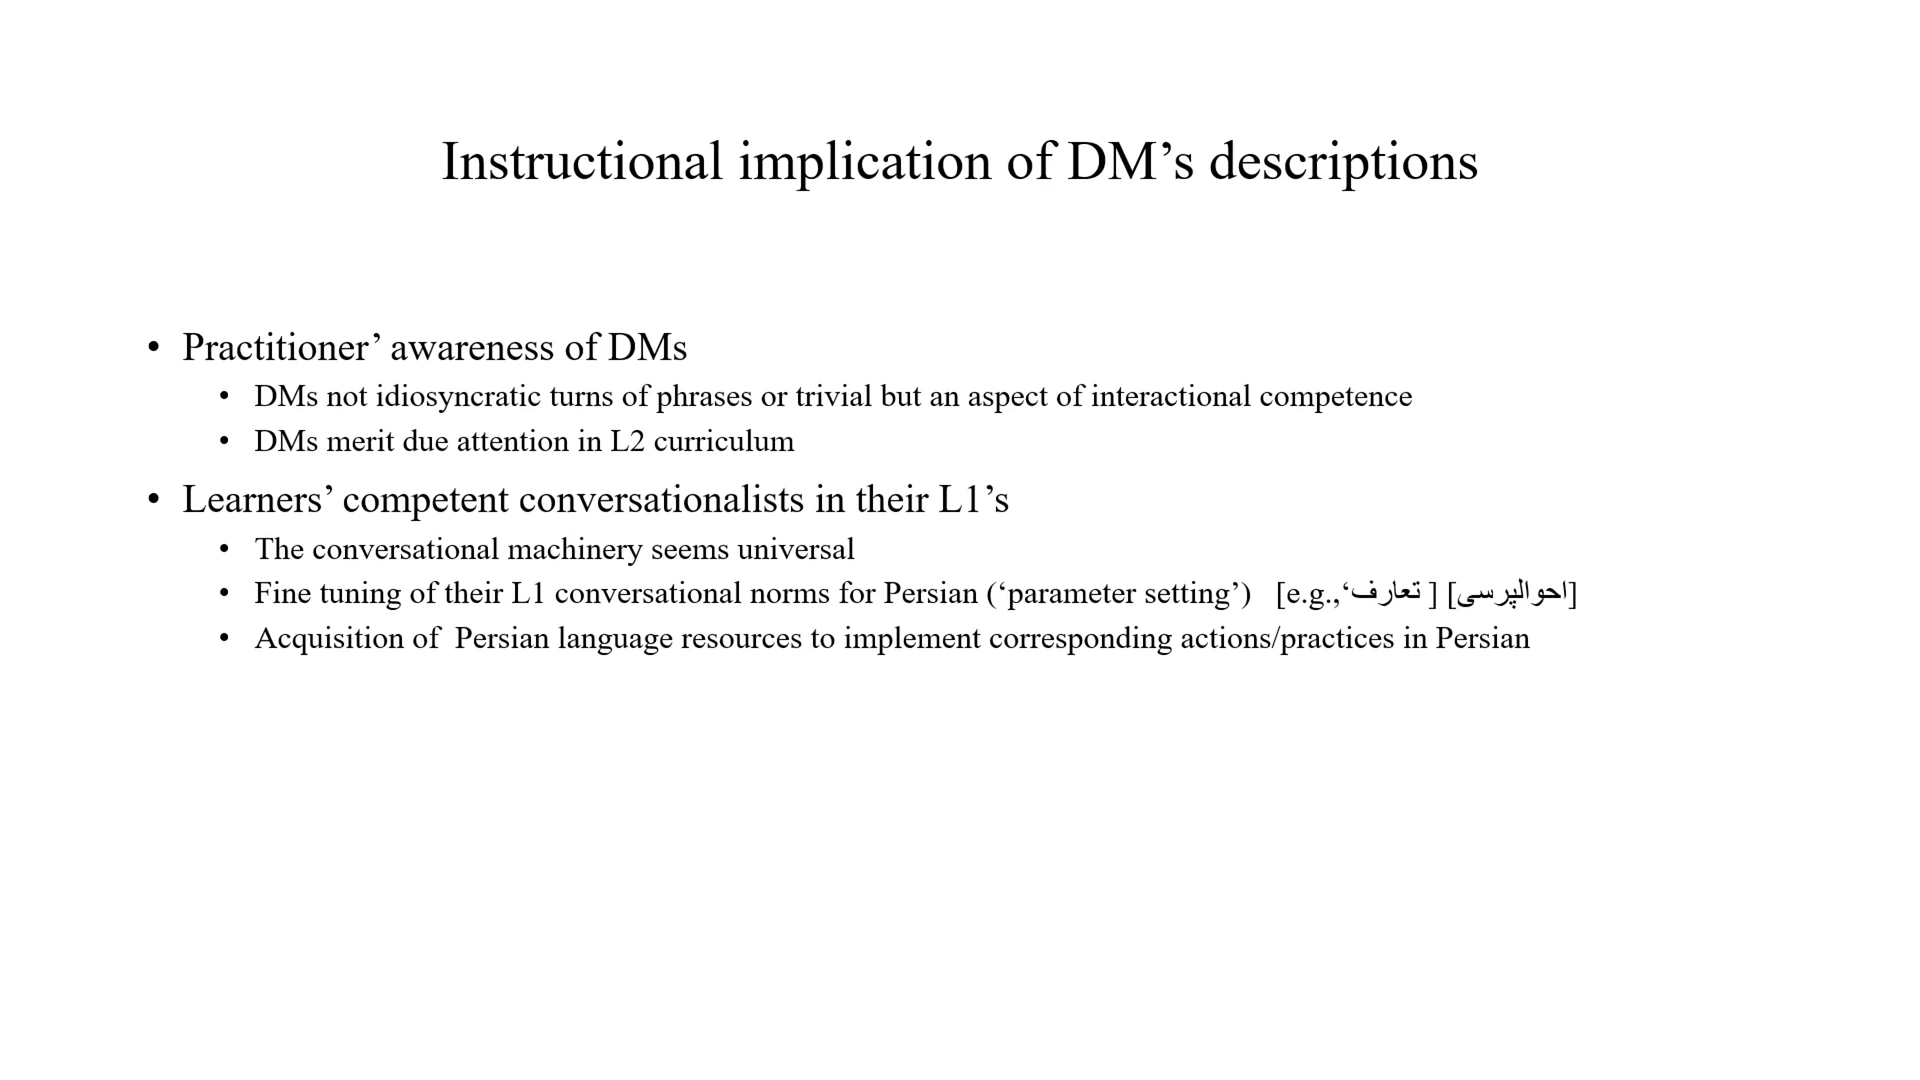 Instructional implication of DM’s descriptions
• Practitioner’ awareness of DMs
• DMs not idiosyncratic turns of phrases or trivial but an aspect of interactional competence
• DMs merit due attention in L2 curriculum
• Learners’ competent conversationalists in their L1’s
• The conversational machinery seems universal
• Fine tuning of their L1 conversational norms for Persian (‘parameter setting’) [e.g.,‘تعارف ] [احوالپرسی]
• Acquisition of Persian language resources to implement corresponding actions/practices in Persian